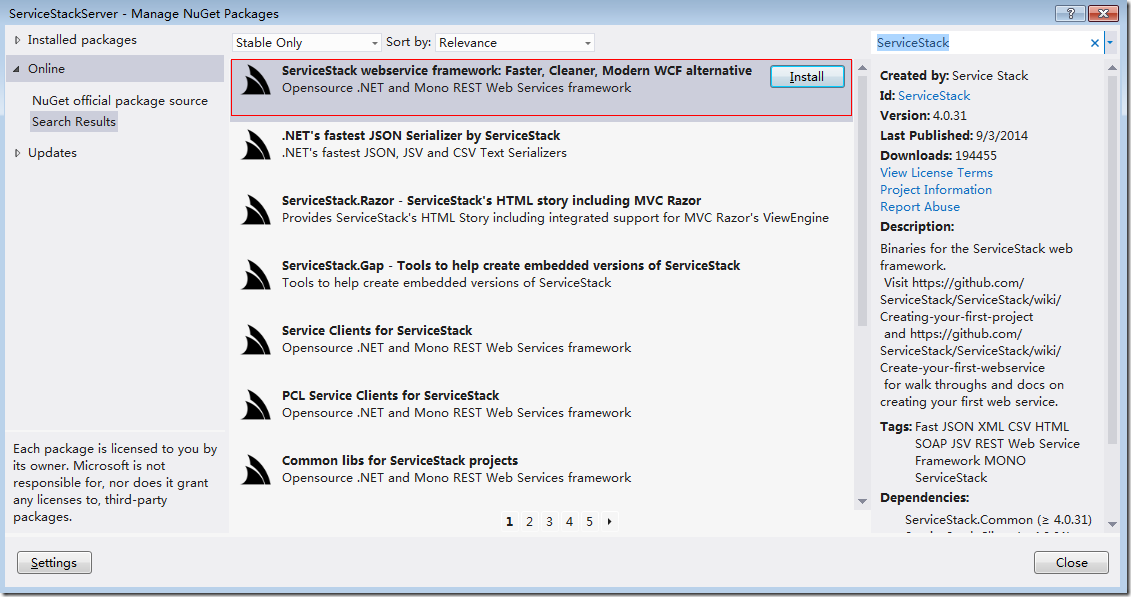 ServiceStackServer - Manage NuGet Packages
Installed packages
Online
NuGet official package source
Search Results
Updates
Each package is licensed to you by
its owner. Microsoft is not
responsible for, nor does it grant
any licenses to, third-party
packages.
Stable Only
Sort by: Relevance
ServiceStack webservice framework: Faster, Cleaner, Modern WCF alternative
Opensource .NET and Mono REST Web Services framework
Install
.NET's fastest JSON Serializer by ServiceStack
.NET's fastest JSON, JSV and CSV Text Serializers
ServiceStack.Razor - ServiceStack's HTML story including MVC Razor
Provides ServiceStack's HTML Story including integrated support for MVC Razor's ViewEngine
ServiceStack.Gap - Tools to help create embedded versions of ServiceStack
Tools to help create embedded versions of ServiceStack
Service Clients for ServiceStack
Opensource .NET and Mono REST Web Services framework
PCL Service Clients for ServiceStack
Opensource .NET and Mono REST Web Services framework
Common libs for ServiceStack projects
Opensource .NET and Mono REST Web Services framework
1 2 3 4 5
ServiceStack
Created by: Service Stack
Id: ServiceStack
Version: 4.0.31
Last Published: 9/3/2014
Downloads: 194455
View License Terms
Project Information
Report Abuse
Description:
Binaries for the ServiceStack web
framework.
Visit https://github.com/
ServiceStack/ServiceStack/wiki/
Creating-your-first-project
and https://github.com/
ServiceStack/ServiceStack/wiki/
Create-your-first-webservice
for walk throughs and docs on
creating your first web service.
Tags: Fast JSON XML CSV HTML
SOAP JSV REST Web Service
Framework MONO
ServiceStack
Dependencies:
ServiceStack.Common (≥ 4.0.31)
Settings
Close